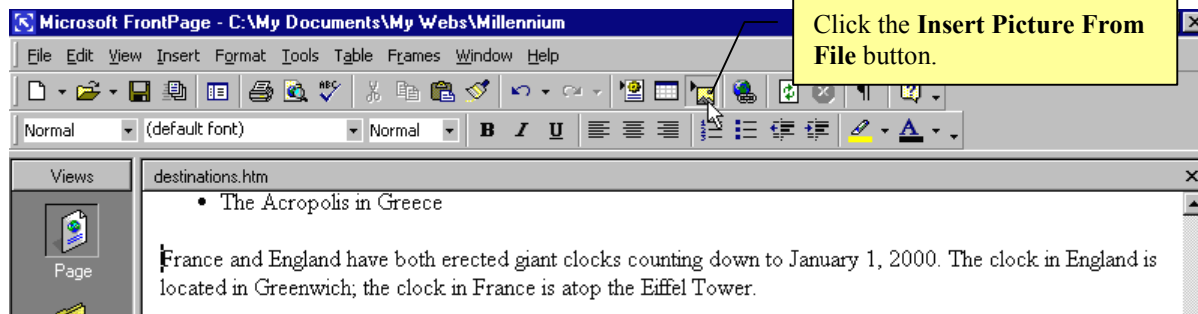 Microsoft FrontPage - C:\My Documents\My Webs\Millennium
Click the Insert Picture From
File button.
File Edit View Insert Format Tools Table Frames Window Help
ABC
Normal (default font) Normal B I U A
Views destinations.htm
• The Acropolis in Greece
Page
France and England have both erected giant clocks counting down to January 1, 2000. The clock in England is
located in Greenwich; the clock in France is atop the Eiffel Tower.